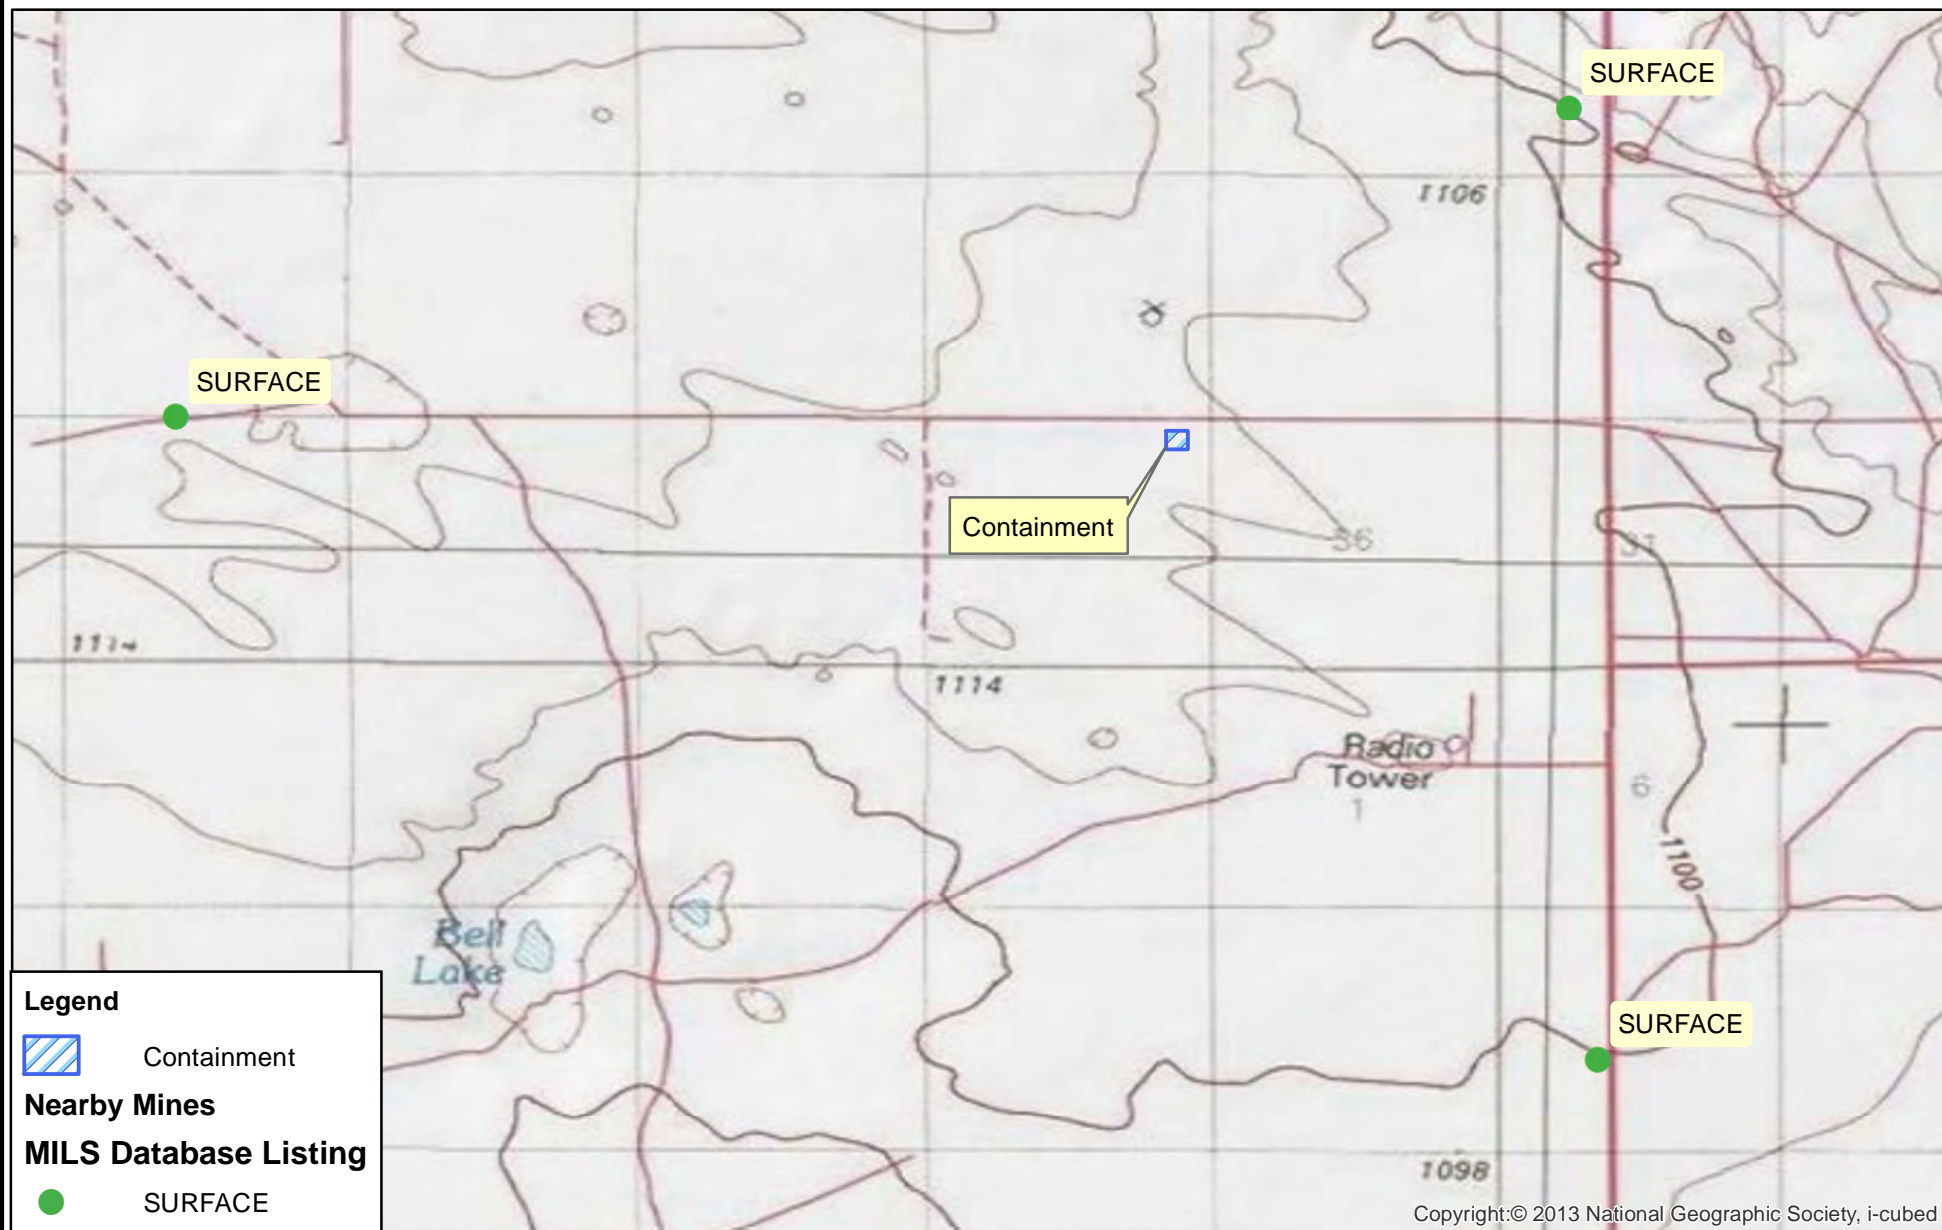 SURFACE
1106
SURFACE
Containment
36
31
1114
1114
Radio
Tower
6
1
1100
Bell
Lake
SURFACE
1098
Legend
Containment
Nearby Mines
MILS Database Listing
SURFACE
Copyright:© 2013 National Geographic Society, i-cubed